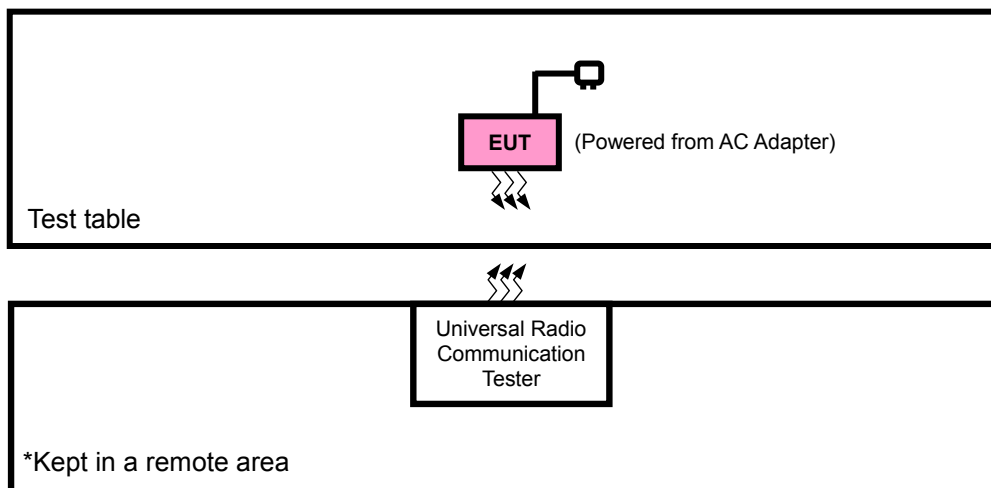 EUT
(Powered from AC Adapter)
Test table
Universal Radio
Communication
Tester
*Kept in a remote area